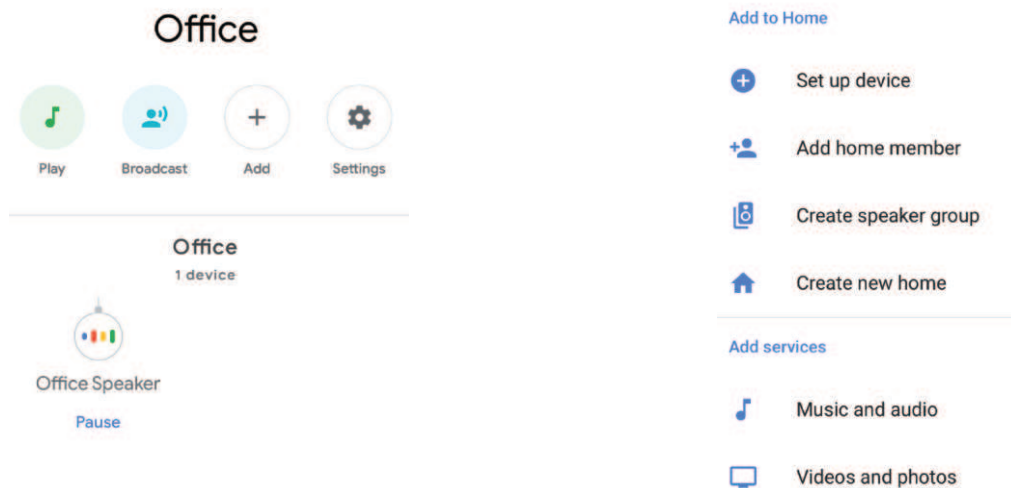 Office
Play
Broadcast
Add
Settings
Office
1 device
Office Speaker
Pause
Add to Home
Set up device
Add home member
Create speaker group
Create new home
Add services
Music and audio
Videos and photos